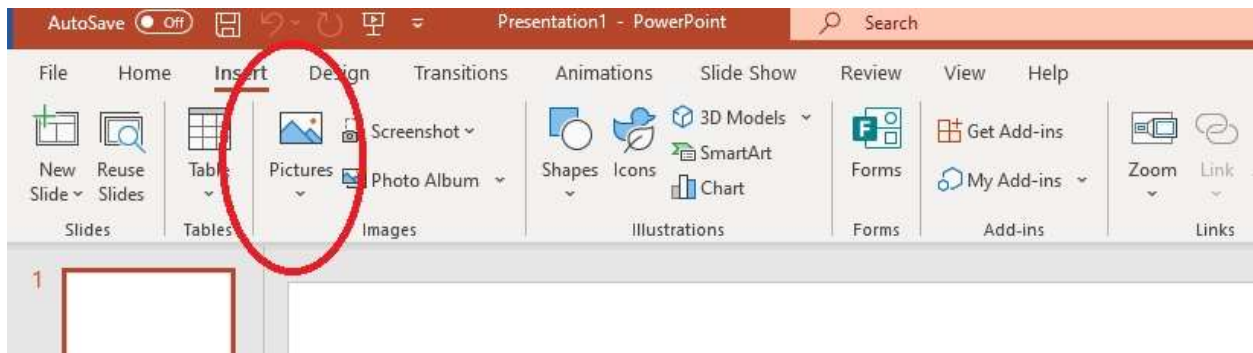 AutoSave Off Presentation1 - PowerPoint Search
File Home Insert Design Transitions Animations Slide Show Review View Help
New Slide Reuse Slides Table Pictures Screenshot Photo Album Shapes Icons 3D Models SmartArt Chart Forms Get Add-ins My Add-ins Zoom Link
Slides Tables Images Illustrations Forms Add-ins Links
1